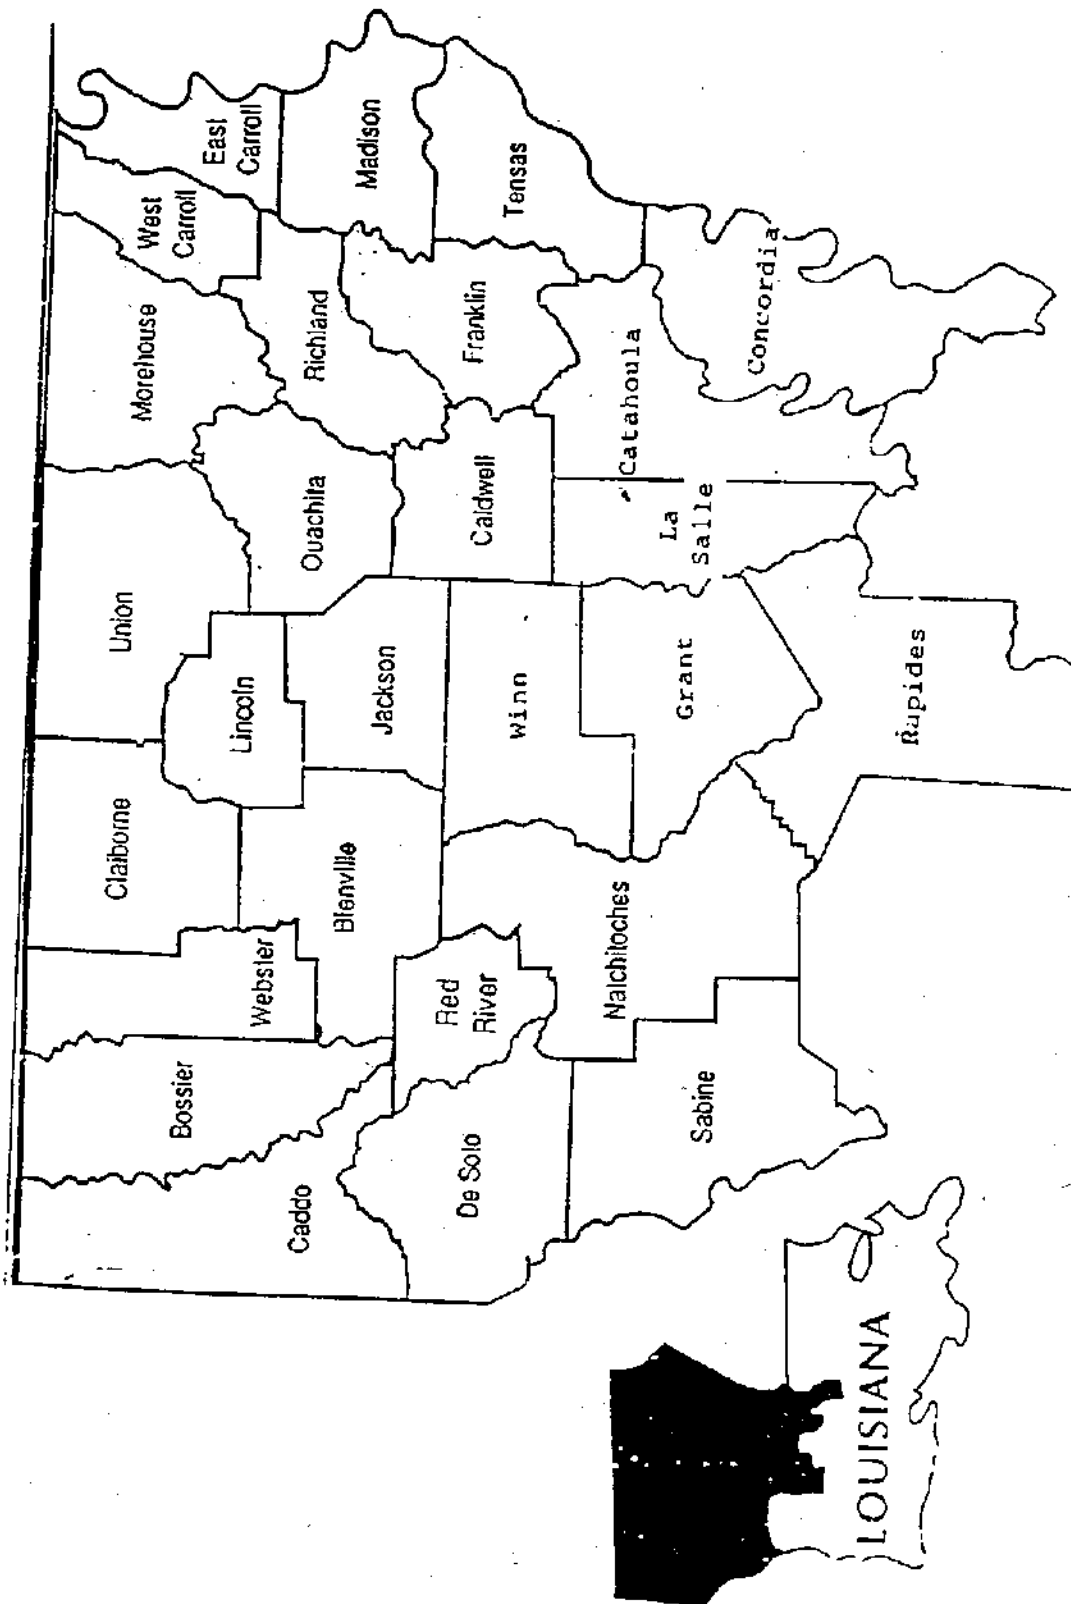 East
Carroll
West
Carroll
Morehouse
Union
Claiborne
Webster
Bossier
Caddo
Madison
Richland
Ouachita
Lincoln
Jackson
Bienville
Tensas
Franklin
Caldwell
Winn
Red
River
De Soto
Concordia
Catahoula
La
Salle
Grant
Natchitoches
Sabine
Rapides
LOUISIANA